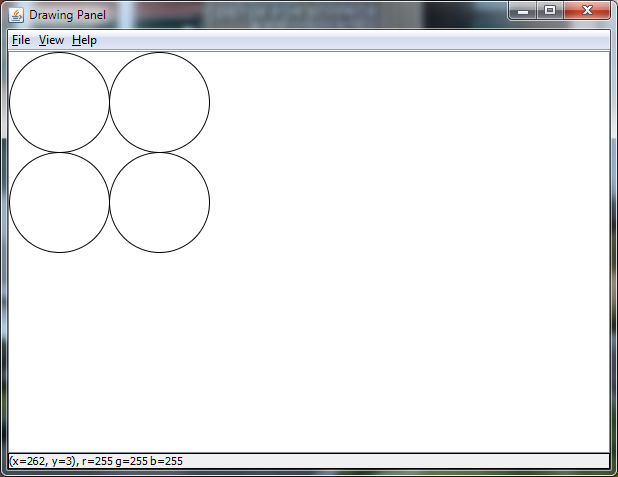 Drawing Panel
File View Help
(x=262, y=3), r=255 g=255 b=255